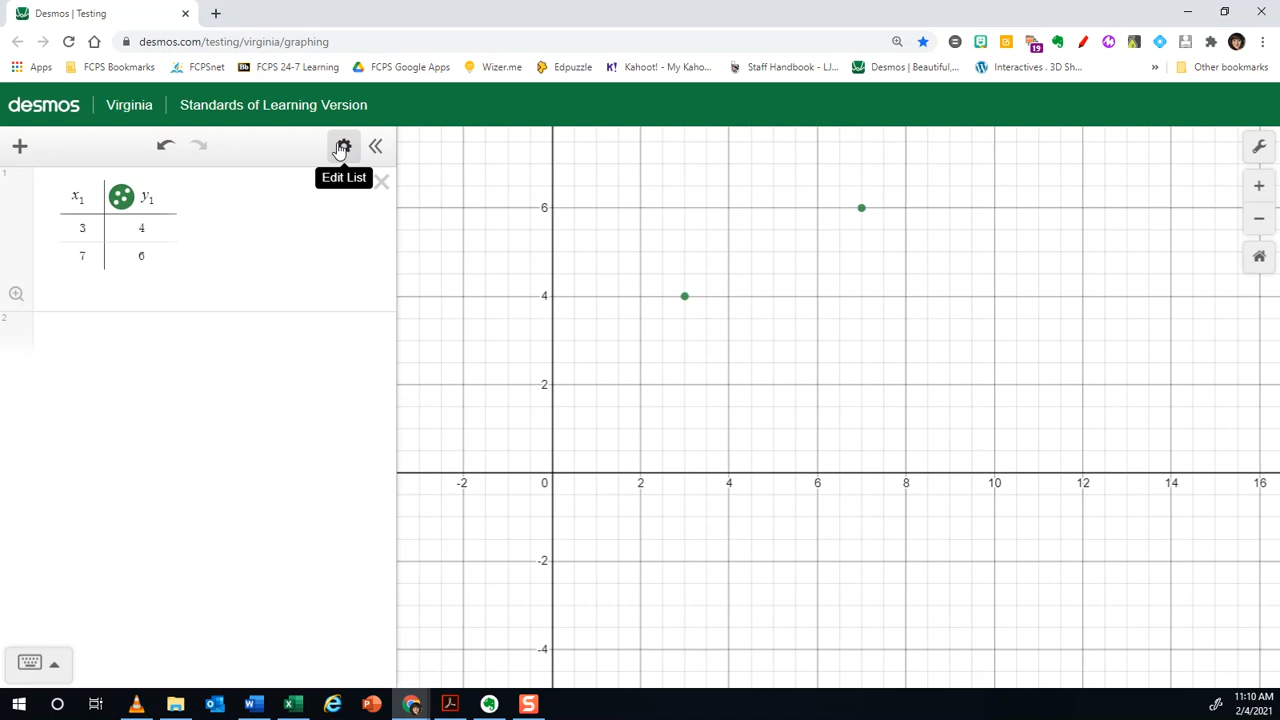 Desmos | Testing
desmos.com/testing/virginia/graphing
Apps FCPS Bookmarks FCPSnet Bb FCPS 24-7 Learning FCPS Google Apps Wizer.me Edpuzzle K! Kahoot! - My Kaho... Staff Handbook - LJ... Desmos | Beautiful,... Interactives . 3D Sh... » Other bookmarks
19
desmos Virginia Standards of Learning Version
Edit List
1
x1 y1
3 4
7 6
2
6
4
2
-2 0 2 4 6 8 10 12 14 16
-2
-4
11:10 AM
2/4/2021